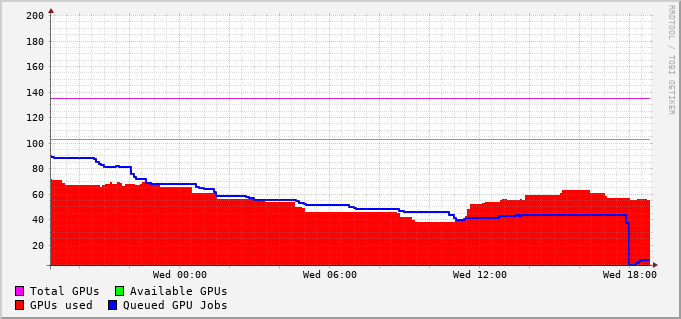 200
180
160
140
120
100
80
60
40
20
Wed 00:00 Wed 06:00 Wed 12:00 Wed 18:00
Total GPUs Available GPUs
GPUs used Queued GPU Jobs
RRDTOOL / TOBI OETIKER